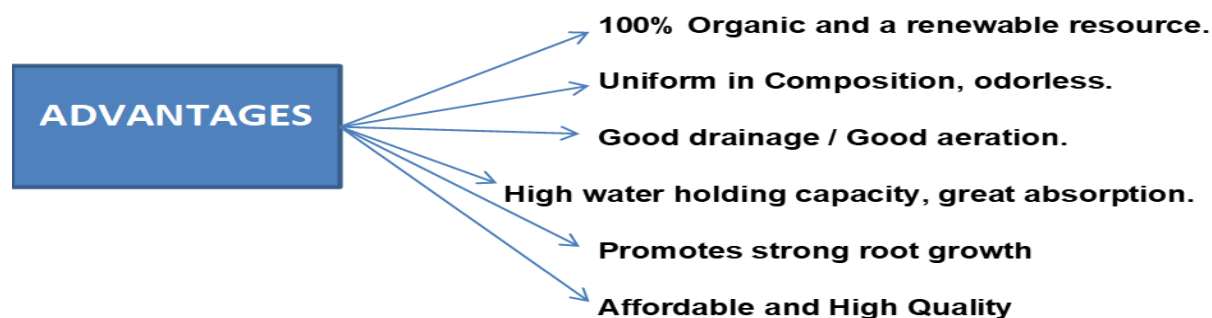 ADVANTAGES
100% Organic and a renewable resource.
Uniform in Composition, odorless.
Good drainage / Good aeration.
High water holding capacity, great absorption.
Promotes strong root growth
Affordable and High Quality